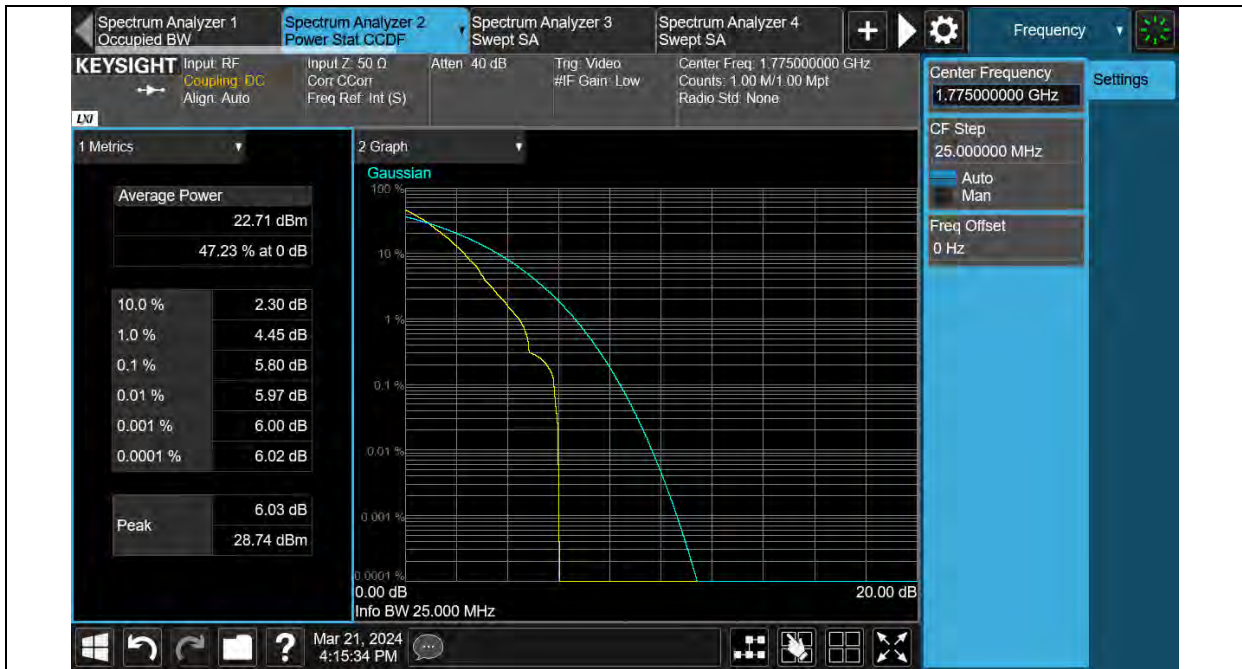 Spectrum Analyzer 1
Occupied BW
Spectrum Analyzer 2
Power Stat CCDF
Spectrum Analyzer 3
Swept SA
Spectrum Analyzer 4
Swept SA
+
Frequency
KEYSIGHT
Input: RF
Coupling: DC
Align: Auto
Input Z: 50 Ω
Corr CCorr
Freq Ref: Int (S)
Atten: 40 dB
Trig: Video
#IF Gain: Low
Center Freq: 1.775000000 GHz
Counts: 1.00 M/1.00 Mpt
Radio Std: None
LXI
Center Frequency
1.775000000 GHz
Settings
CF Step
25.000000 MHz
Auto
Man
Freq Offset
0 Hz
1 Metrics
Average Power
22.71 dBm
47.23 % at 0 dB
10.0 % 2.30 dB
1.0 % 4.45 dB
0.1 % 5.80 dB
0.01 % 5.97 dB
0.001 % 6.00 dB
0.0001 % 6.02 dB
Peak
6.03 dB
28.74 dBm
2 Graph
Gaussian
100 %
10 %
1 %
0.1 %
0.01 %
0.001 %
0.0001 %
0.00 dB
20.00 dB
Info BW 25.000 MHz
?
Mar 21, 2024
4:15:34 PM